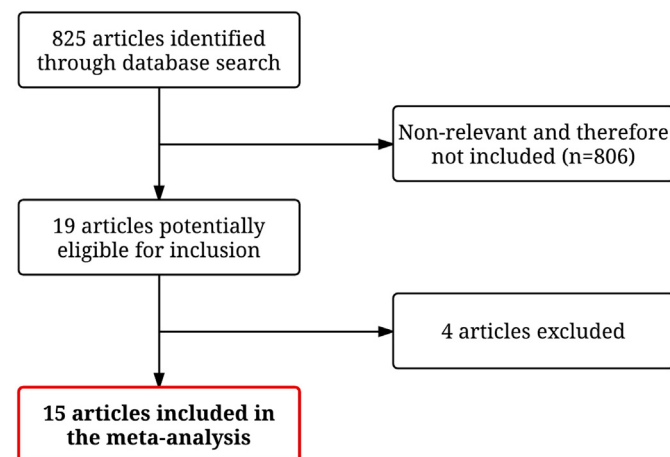 825 articles identified
through database search
Non-relevant and therefore
not included (n=806)
19 articles potentially
eligible for inclusion
4 articles excluded
15 articles included in
the meta-analysis